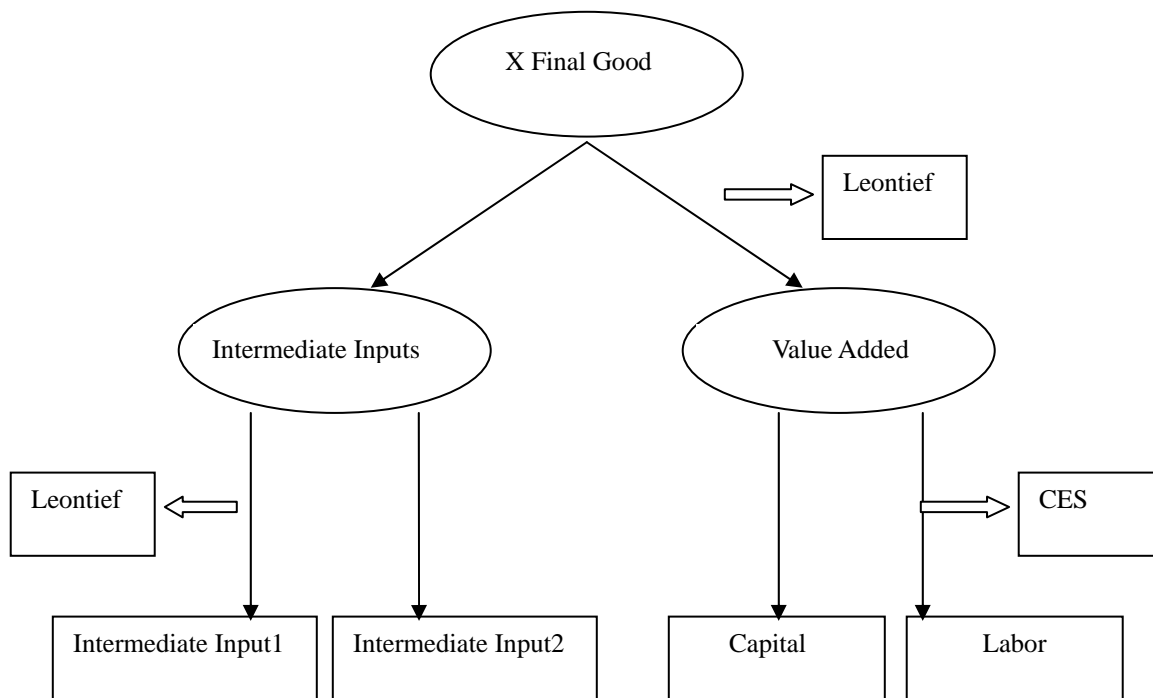 X Final Good
Leontief
Intermediate Inputs
Value Added
Leontief
CES
Intermediate Input1
Intermediate Input2
Capital
Labor